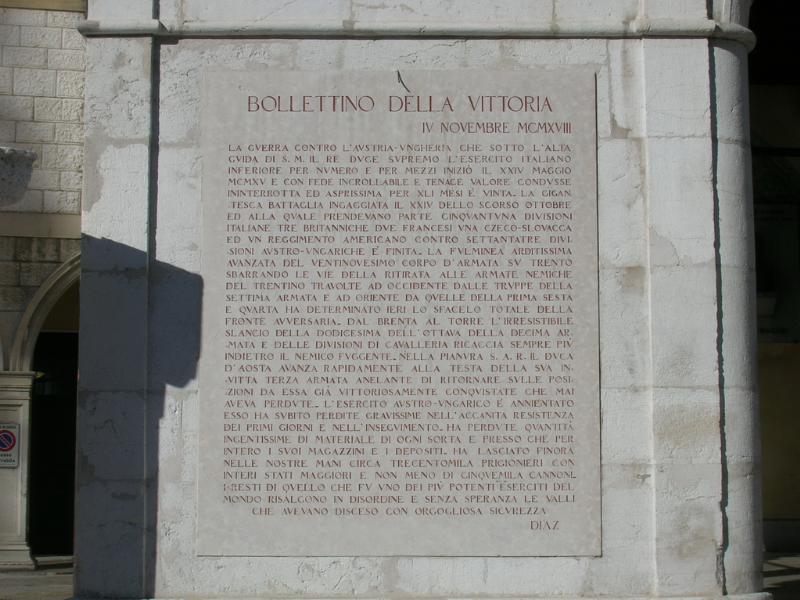 BOLLETTINO DELLA VITTORIA
IV NOVEMBRE MCMXVIII
LA GVERRA CONTRO L'AVSTRIA-VNGHERIA CHE SOTTO L'ALTA
GVIDA DI S. M. IL RE DVCE SVPREMO L'ESERCITO ITALIANO
INFERIORE PER NVMERO E PER MEZZI INIZIÒ IL XXIV MAGGIO
MCMXV E CON FEDE INCROLLABILE E TENACE VALORE CONDVSSE
ININTERROTTA ED ASPRISSIMA PER XLI MESI È VINTA. LA GIGAN
TESCA BATTAGLIA INGAGGIATA IL XXIV DELLO SCORSO OTTOBRE
ED ALLA QVALE PRENDEVANO PARTE CINQVANTVNA DIVISIONI
ITALIANE TRE BRITANNICHE DVE FRANCESI VNA CZECO-SLOVACCA
ED VN REGGIMENTO AMERICANO CONTRO SETTANTATRE DIVI
SIONI AVSTRO-VNGARICHE È FINITA. LA FVLMINEA ARDITISSIMA
AVANZATA DEL VENTINOVESIMO CORPO D'ARMATA SV TRENTO
SBARRANDO LE VIE DELLA RITIRATA ALLE ARMATE NEMICHE
DEL TRENTINO TRAVOLTE AD OCCIDENTE DALLE TRVPPE DELLA
SETTIMA ARMATA E AD ORIENTE DA QVELLE DELLA PRIMA SESTA
E QVARTA HA DETERMINATO IERI LO SFACELO TOTALE DELLA
FRONTE AVVERSARIA. DAL BRENTA AL TORRE L'IRRESISTIBILE
SLANCIO DELLA DODICESIMA DELL'OTTAVA DELLA DECIMA AR-
MATA E DELLE DIVISIONI DI CAVALLERIA RICACCIA SEMPRE PIÙ
INDIETRO IL NEMICO FVGGENTE. NELLA PIANVRA S. A. R. IL DVCA
D'AOSTA AVANZA RAPIDAMENTE ALLA TESTA DELLA SVA IN-
VITTA TERZA ARMATA ANELANTE DI RITORNARE SVLLE POSI-
ZIONI DA ESSA GIÀ VITTORIOSAMENTE CONQVISTATE CHE MAI
AVEVA PERDVTE. L'ESERCITO AVSTRO-VNGARICO È ANNIENTATO
ESSO HA SVBITO PERDITE GRAVISSIME NELL'ACCANITA RESISTENZA
DEI PRIMI GIORNI E NELL'INSEGVIMENTO. HA PERDVTE QVANTITÀ
INGENTISSIME DI MATERIALE DI OGNI SORTA E PRESSO CHE PER
INTERO I SVOI MAGAZZINI E I DEPOSITI. HA LASCIATO FINORA
NELLE NOSTRE MANI CIRCA TRECENTOMILA PRIGIONIERI CON
INTERI STATI MAGGIORI E NON MENO DI CINQVEMILA CANNONI.
I RESTI DI QVELLO CHE FV VNO DEI PIÙ POTENTI ESERCITI DEL
MONDO RISALGONO IN DISORDINE E SENZA SPERANZA LE VALLI
CHE AVEVANO DISCESO CON ORGOGLIOSA SICVREZZA
DIAZ